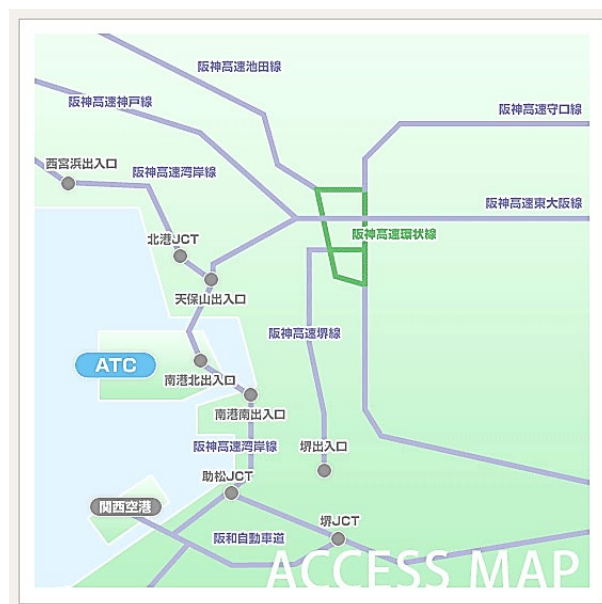 阪神高速池田線
阪神高速神戸線
阪神高速守口線
西宮浜出入口
阪神高速湾岸線
阪神高速東大阪線
北港JCT
阪神高速環状線
天保山出入口
阪神高速堺線
ATC
南港北出入口
南港南出入口
阪神高速湾岸線
堺出入口
助松JCT
関西空港
堺JCT
阪和自動車道
ACCESS MAP